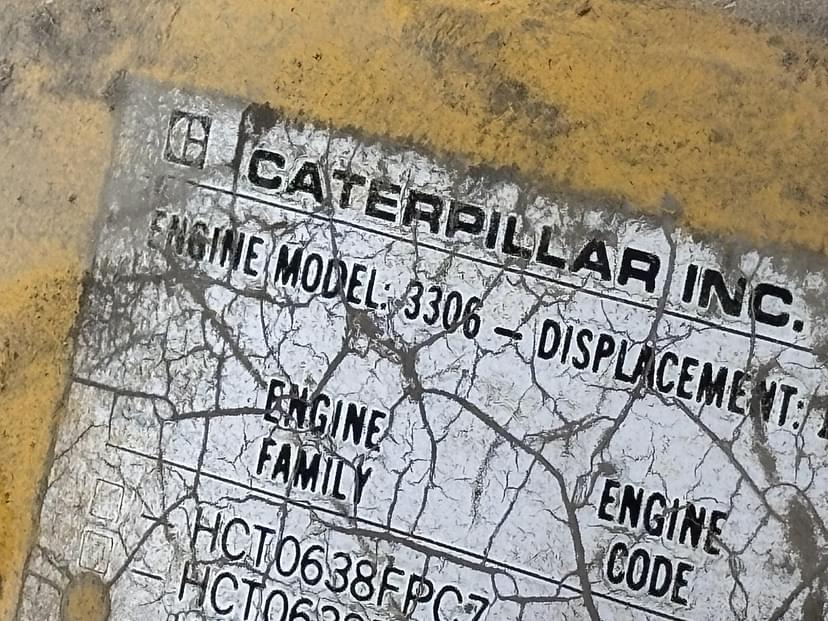 CATERPILLAR INC.
ENGINE MODEL: 3306 — DISPLACEMENT:
ENGINE
FAMILY
ENGINE
CODE
HCT0638FPC7